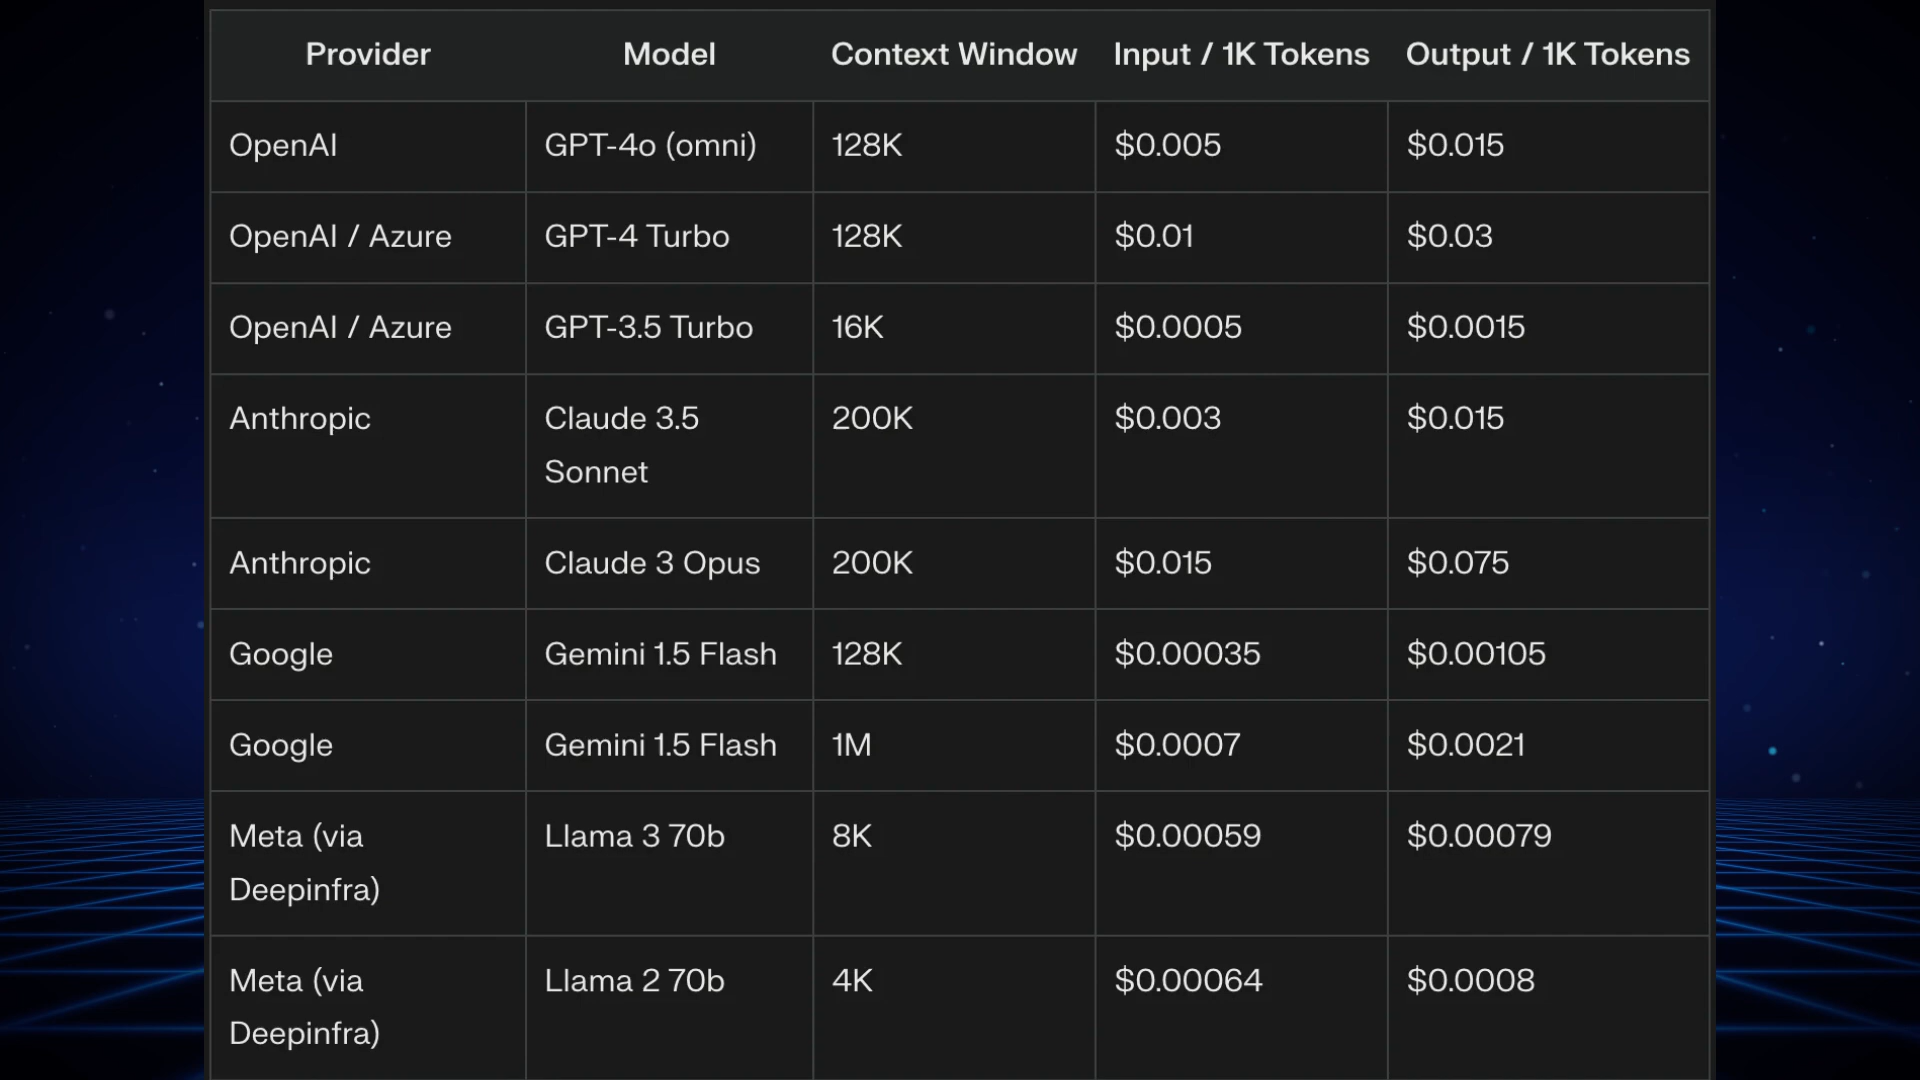 Provider Model Context Window Input / 1K Tokens Output / 1K Tokens
OpenAI GPT-4o (omni) 128K $0.005 $0.015
OpenAI / Azure GPT-4 Turbo 128K $0.01 $0.03
OpenAI / Azure GPT-3.5 Turbo 16K $0.0005 $0.0015
Anthropic Claude 3.5 200K $0.003 $0.015
Sonnet
Anthropic Claude 3 Opus 200K $0.015 $0.075
Google Gemini 1.5 Flash 128K $0.00035 $0.00105
Google Gemini 1.5 Flash 1M $0.0007 $0.0021
Meta (via Llama 3 70b 8K $0.00059 $0.00079
Deepinfra)
Meta (via Llama 2 70b 4K $0.00064 $0.0008
Deepinfra)